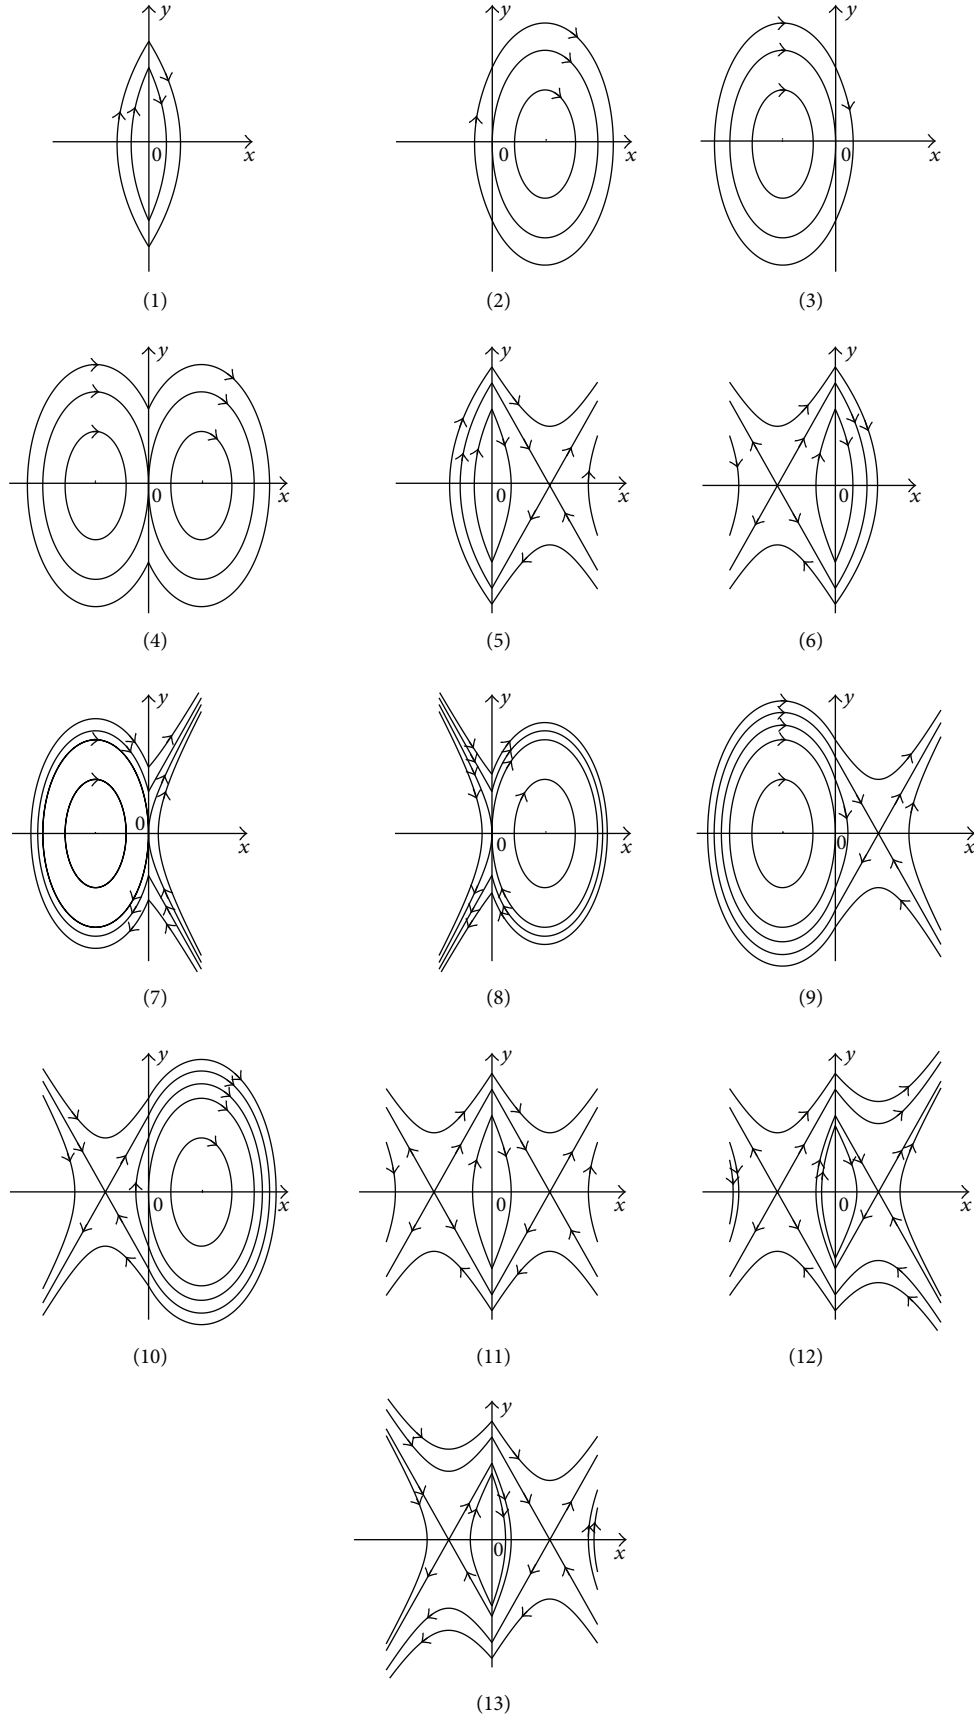 y y y
0 x 0 x 0 x
(1) (2) (3)
y y y
0 x 0 x 0 x
(4) (5) (6)
y y y
0 x 0 x 0 x
(7) (8) (9)
y y y
0 x 0 x 0 x
(10) (11) (12)
y
0 x
(13)